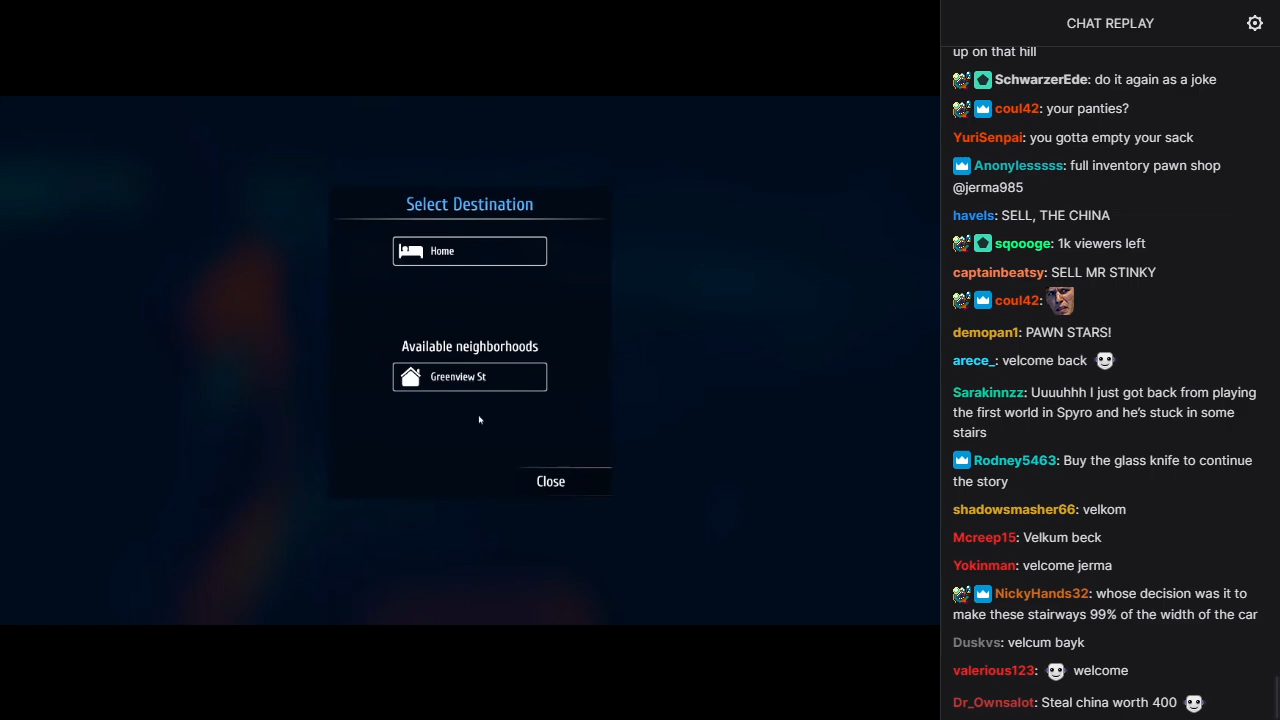 Select Destination
Home
Available neighborhoods
Greenview St
Close
CHAT REPLAY
up on that hill
SchwarzerEde: do it again as a joke
coul42: your panties?
YuriSenpai: you gotta empty your sack
Anonylesssss: full inventory pawn shop
@jerma985
havels: SELL, THE CHINA
sqoooge: 1k viewers left
captainbeatsy: SELL MR STINKY
coul42:
demopan1: PAWN STARS!
arece_: velcome back
Sarakinnzz: Uuuuhhh I just got back from playing
the first world in Spyro and he's stuck in some
stairs
Rodney5463: Buy the glass knife to continue
the story
shadowsmasher66: velkom
Mcreep15: Velkum beck
Yokinman: velcome jerma
NickyHands32: whose decision was it to
make these stairways 99% of the width of the car
Duskvs: velcum bayk
valerious123: welcome
Dr_Ownsalot: Steal china worth 400